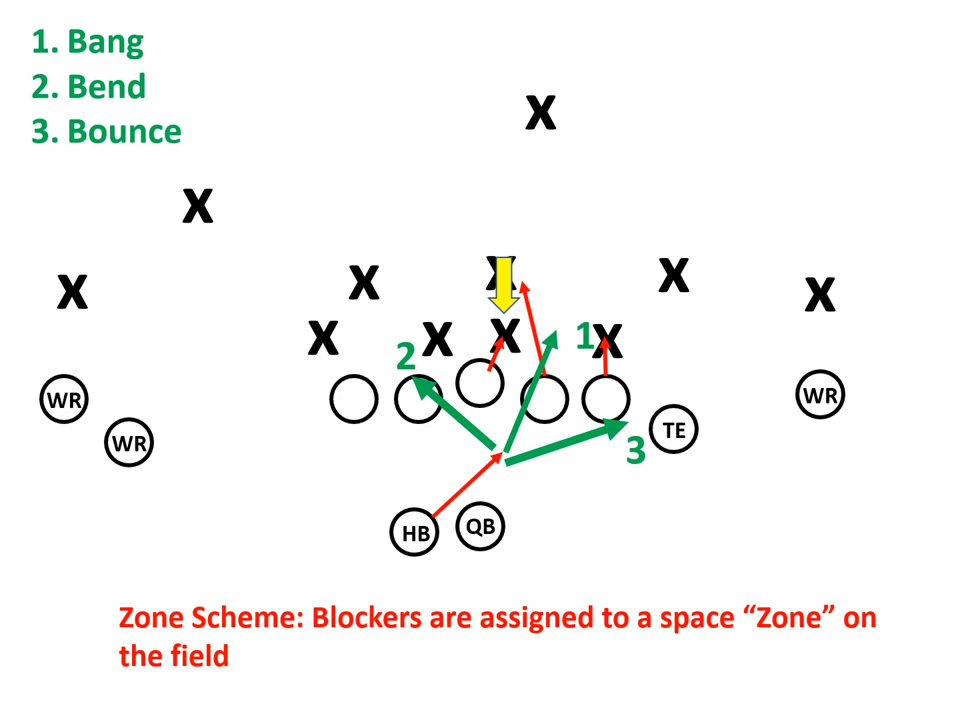 1. Bang
2. Bend
3. Bounce
X
X
X X X X X
X X X 1 X
2
WR WR
WR 3 TE
HB QB
Zone Scheme: Blockers are assigned to a space “Zone” on
the field